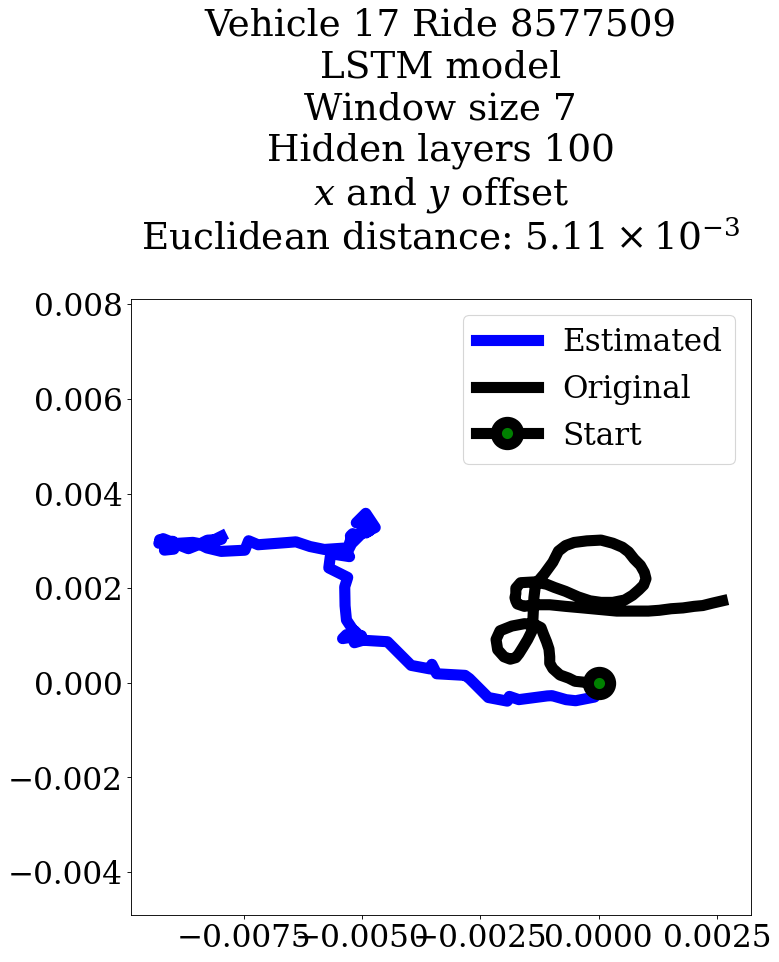 Vehicle 17 Ride 8577509
LSTM model
Window size 7
Hidden layers 100
x and y offset
Euclidean distance: 5.11 × 10⁻³
0.008
0.006
0.004
0.002
0.000
−0.002
−0.004
Estimated
Original
Start
−0.0075 −0.0050 −0.0025 0.0000 0.0025